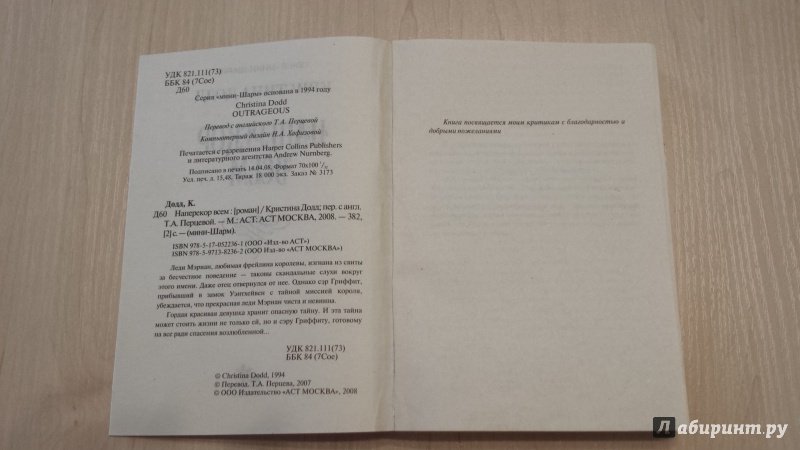 УДК 821.111(73)
ББК 84 (7Сое)
Д60
Серия «мини-Шарм» основана в 1994 году
Christina Dodd
OUTRAGEOUS
Перевод с английского Т.А. Перцевой
Компьютерный дизайн Н.А. Хафизовой
Печатается с разрешения Harper Collins Publishers
и литературного агентства Andrew Nurnberg.
Подписано в печать 14.04.08. Формат 70x100 1/32
Усл. печ. л. 15,48. Тираж 18 000 экз. Заказ № 3173
Додд, К.
Д60 Наперекор всем : [роман] / Кристина Додд; пер. с англ.
Т.А. Перцевой. — М.: АСТ: АСТ МОСКВА, 2008. — 382,
[2] с. — (мини-Шарм).
ISBN 978-5-17-052236-1 (ООО «Изд-во АСТ»)
ISBN 978-5-9713-8236-2 (ООО Изд-во «АСТ МОСКВА»)
Леди Мэриан, любимая фрейлина королевы, изгнана из свиты
за бесчестное поведение — таковы скандальные слухи вокруг
этого имени. Даже отец отвернулся от нее. Однако сэр Гриффит,
прибывший в замок Уэнтхейвен с тайной миссией короля,
убеждается, что прекрасная леди Мэриан чиста и невинна.
Гордая красивая девушка хранит опасную тайну. И эта тайна
может стоить жизни не только ей, но и сэру Гриффиту, готовому
на все ради спасения возлюбленной...
УДК 821.111(73)
ББК 84 (7Сое)
© Christina Dodd, 1994
© Перевод. Т.А. Перцева, 2007
© ООО Издательство «АСТ МОСКВА», 2008
Книга посвящается моим критикам с благодарностью и
добрыми пожеланиями
Лабиринт.ру